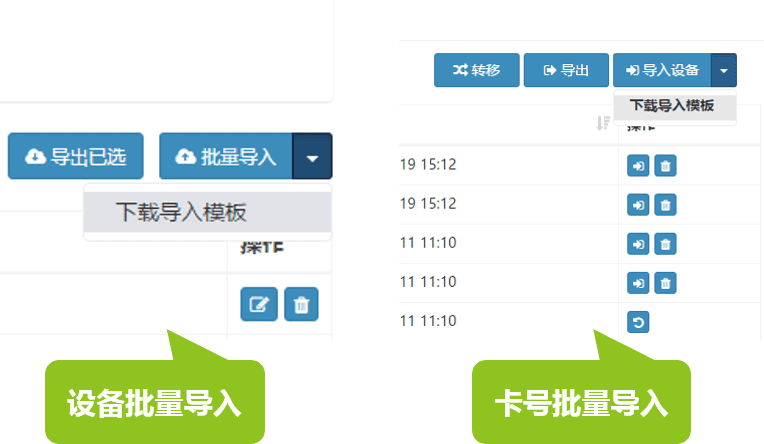 导出已选
批量导入
下载导入模板
操作
设备批量导入
转移
导出
导入设备
下载导入模板
操作
19 15:12
19 15:12
11 11:10
11 11:10
11 11:10
卡号批量导入